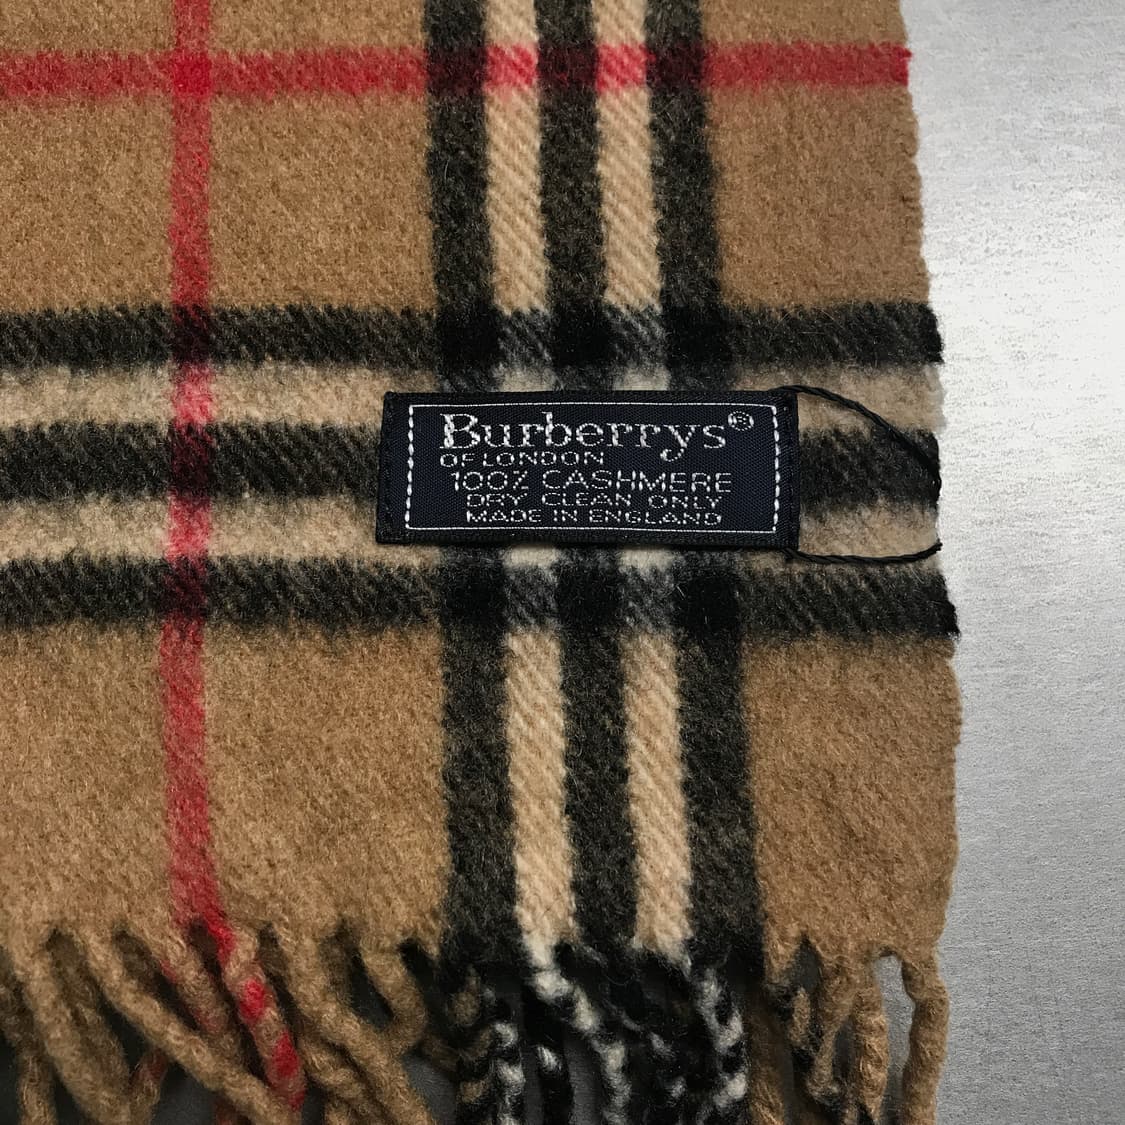 Burberrys®
OF LONDON
100% CASHMERE
DRY CLEAN ONLY
MADE IN ENGLAND